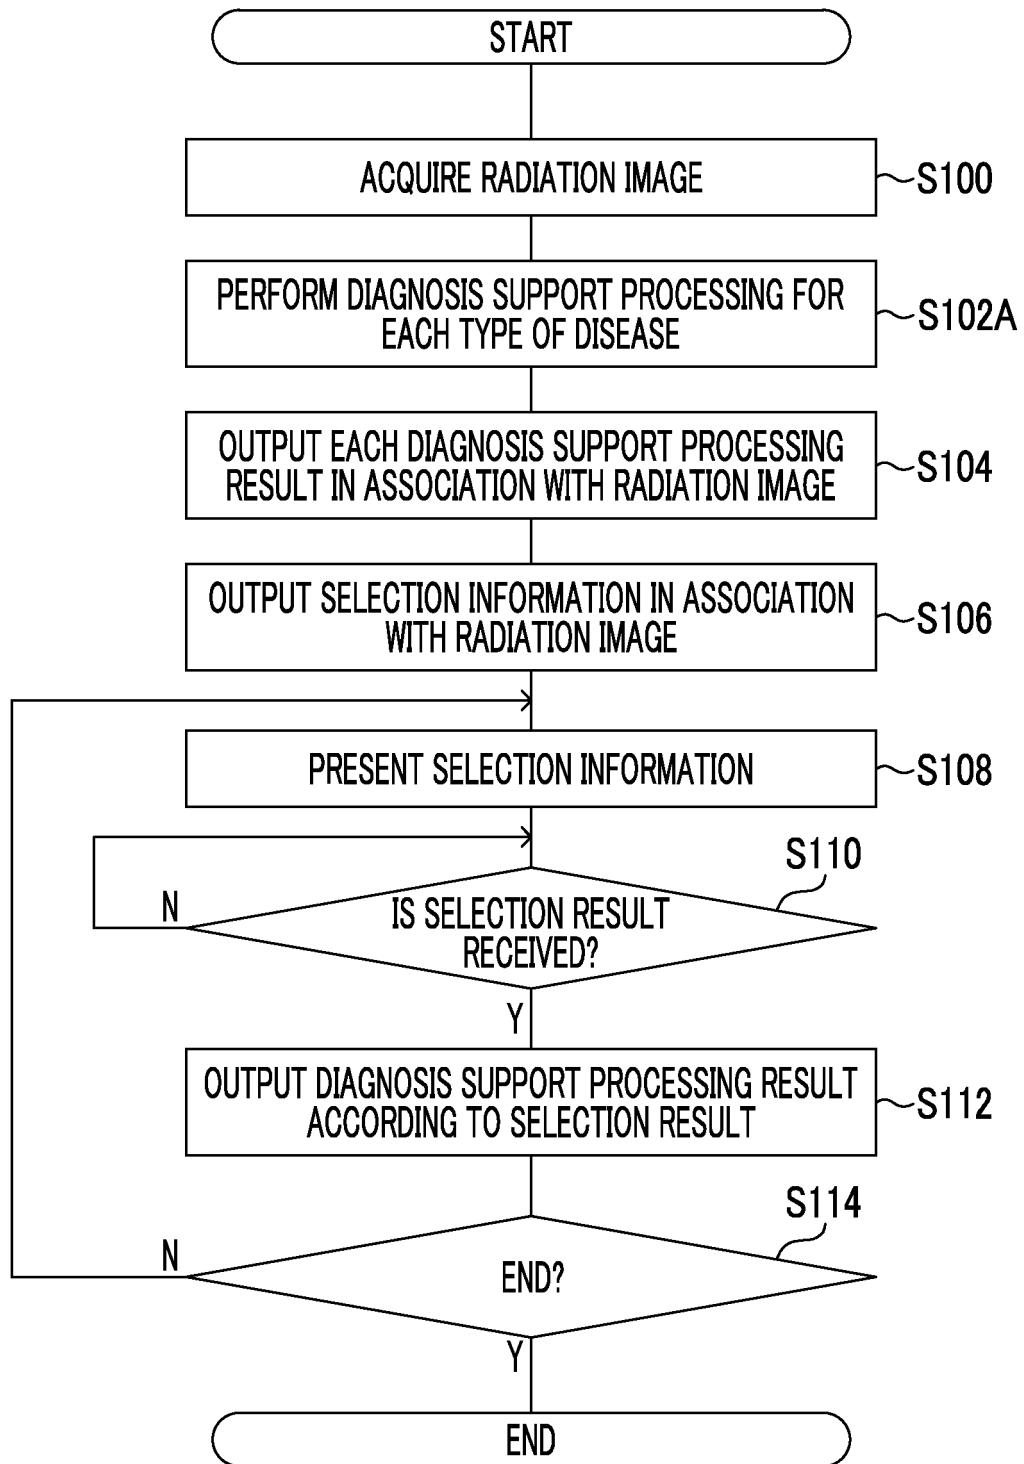 START
ACQUIRE RADIATION IMAGE
S100
PERFORM DIAGNOSIS SUPPORT PROCESSING FOR
EACH TYPE OF DISEASE
S102A
OUTPUT EACH DIAGNOSIS SUPPORT PROCESSING
RESULT IN ASSOCIATION WITH RADIATION IMAGE
S104
OUTPUT SELECTION INFORMATION IN ASSOCIATION
WITH RADIATION IMAGE
S106
PRESENT SELECTION INFORMATION
S108
S110
N
IS SELECTION RESULT
RECEIVED?
Y
OUTPUT DIAGNOSIS SUPPORT PROCESSING RESULT
ACCORDING TO SELECTION RESULT
S112
S114
N
END?
Y
END